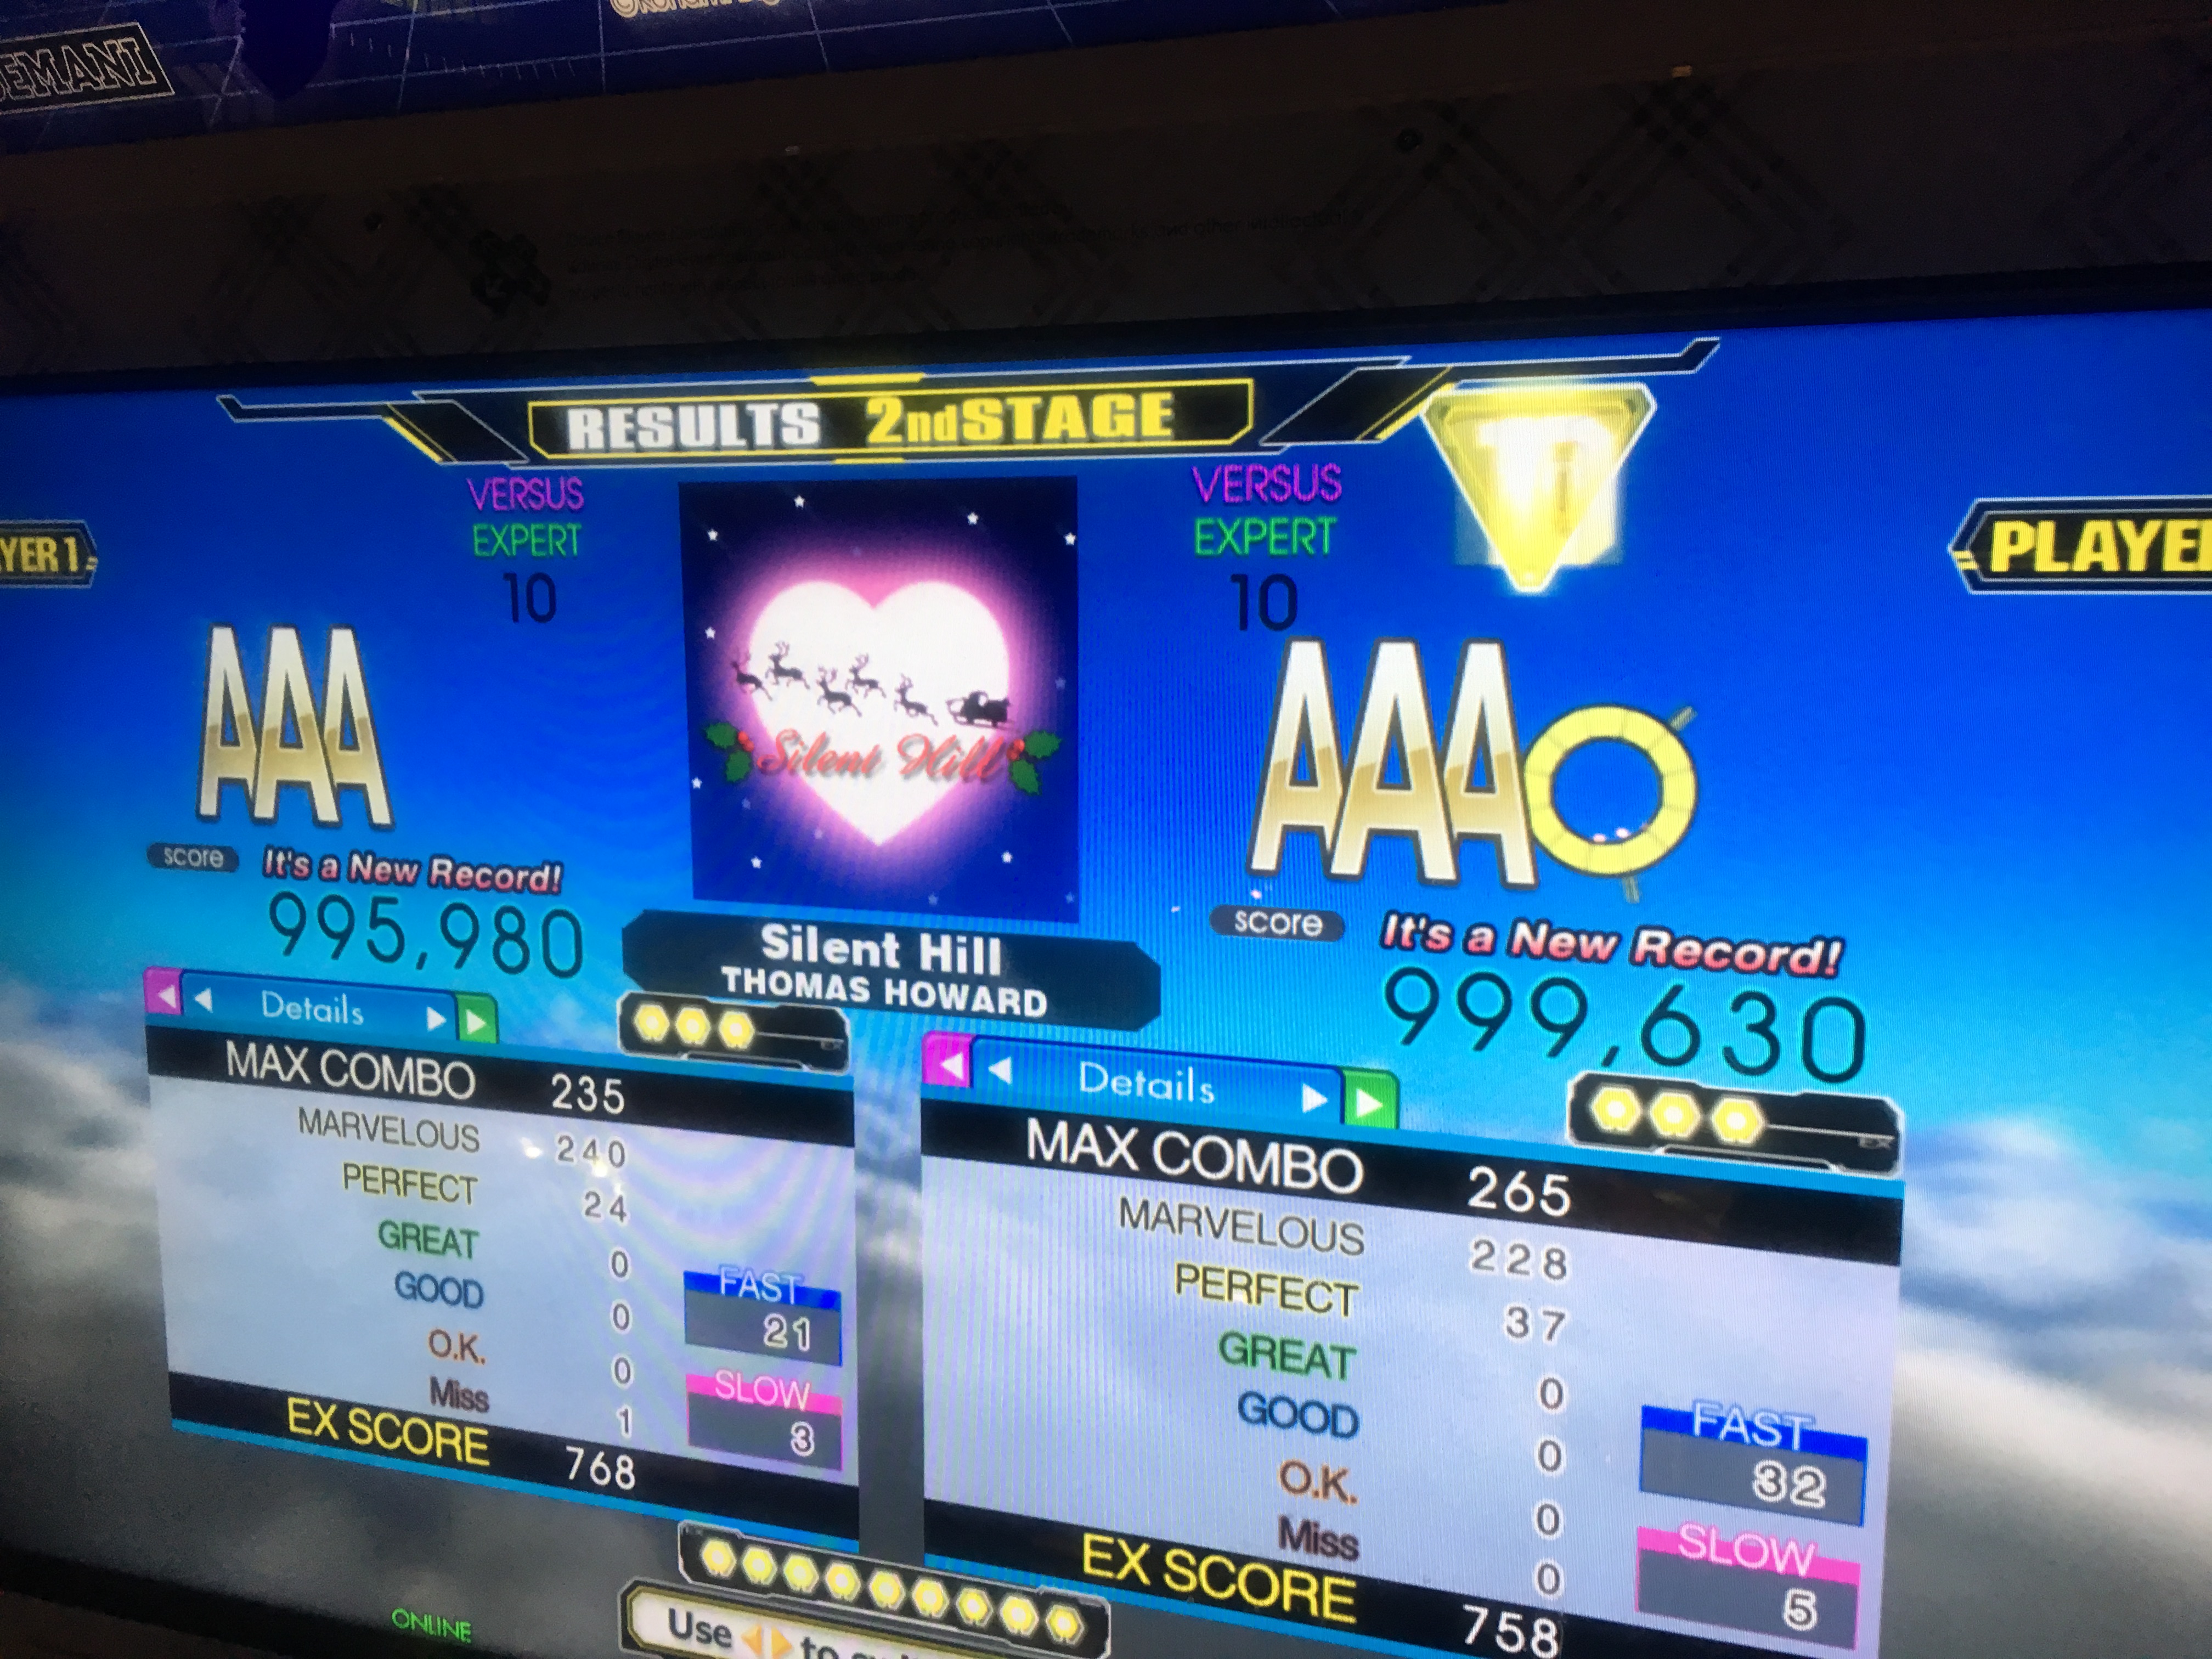 EMANI
RESULTS 2ndSTAGE
YER 1
VERSUS
EXPERT
10
VERSUS
EXPERT
10
PLAYE
Silent Hill
AAA
AAA
score It's a New Record!
995,980
Silent Hill
THOMAS HOWARD
score It's a New Record!
999,630
Details
MAX COMBO 235
MARVELOUS 240
PERFECT 24
GREAT 0
GOOD 0
O.K. 0
Miss 1
EX SCORE 768
FAST
21
SLOW
3
Details
EX
MAX COMBO 265
MARVELOUS 228
PERFECT 37
GREAT 0
GOOD 0
O.K. 0
Miss 0
EX SCORE 758
FAST
32
SLOW
5
ONLINE
Use to